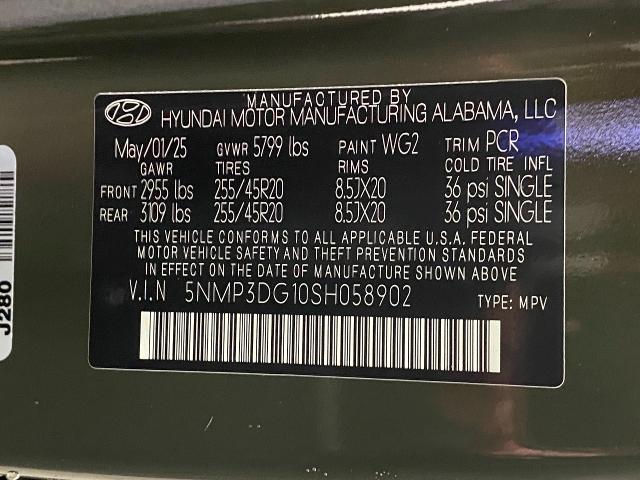 MANUFACTURED BY
HYUNDAI MOTOR MANUFACTURING ALABAMA, LLC
May/01/25 GVWR 5799 lbs PAINT WG2 TRIM PCR
GAWR TIRES RIMS COLD TIRE INFL
FRONT 2955 lbs 255/45R20 8.5JX20 36 psi SINGLE
REAR 3109 lbs 255/45R20 8.5JX20 36 psi SINGLE
THIS VEHICLE CONFORMS TO ALL APPLICABLE U.S.A. FEDERAL
MOTOR VEHICLE SAFETY AND THEFT PREVENTION STANDARDS
IN EFFECT ON THE DATE OF MANUFACTURE SHOWN ABOVE
V.I.N 5NMP3DG10SH058902 TYPE: MPV
J280